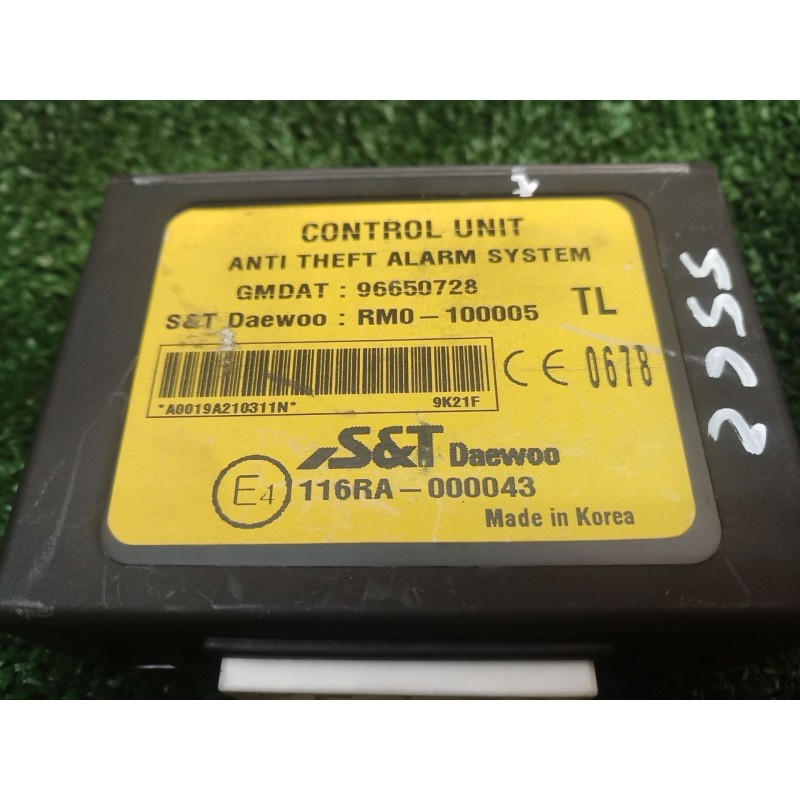 CONTROL UNIT
ANTI THEFT ALARM SYSTEM
GMDAT : 96650728
S&T Daewoo : RM0-100005 TL
CE 0678
*A0019A210311N* 9K21F
S&T Daewoo
E4 116RA-000043
Made in Korea